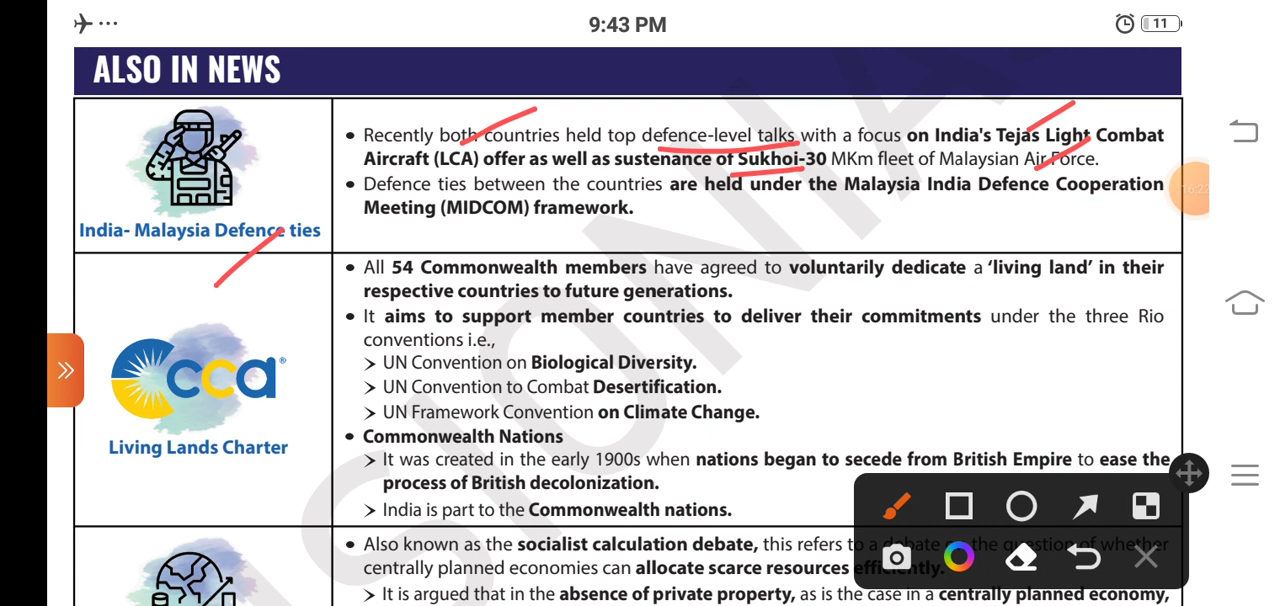 9:43 PM
11
ALSO IN NEWS
India- Malaysia Defence ties
• Recently both countries held top defence-level talks with a focus on India's Tejas Light Combat
Aircraft (LCA) offer as well as sustenance of Sukhoi-30 MKm fleet of Malaysian Air Force.
• Defence ties between the countries are held under the Malaysia India Defence Cooperation
Meeting (MIDCOM) framework.
16:22
cca®
Living Lands Charter
• All 54 Commonwealth members have agreed to voluntarily dedicate a ‘living land’ in their
respective countries to future generations.
• It aims to support member countries to deliver their commitments under the three Rio
conventions i.e.,
➤ UN Convention on Biological Diversity.
➤ UN Convention to Combat Desertification.
➤ UN Framework Convention on Climate Change.
• Commonwealth Nations
➤ It was created in the early 1900s when nations began to secede from British Empire to ease the
process of British decolonization.
➤ India is part to the Commonwealth nations.
• Also known as the socialist calculation debate, this refers to a debate on the question of whether
centrally planned economies can allocate scarce resources efficiently.
➤ It is argued that in the absence of private property, as is the case in a centrally planned economy,